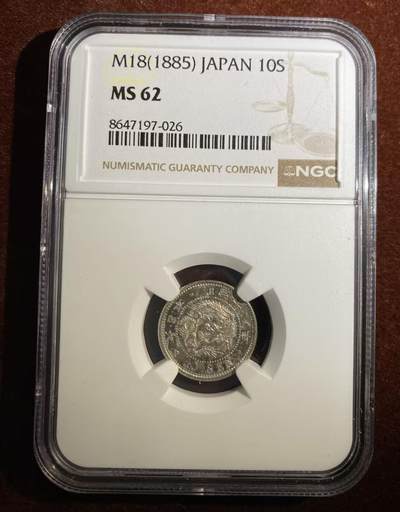 M18(1885) JAPAN 10S
MS 62
8647197-026
NUMISMATIC GUARANTY COMPANY
NGC